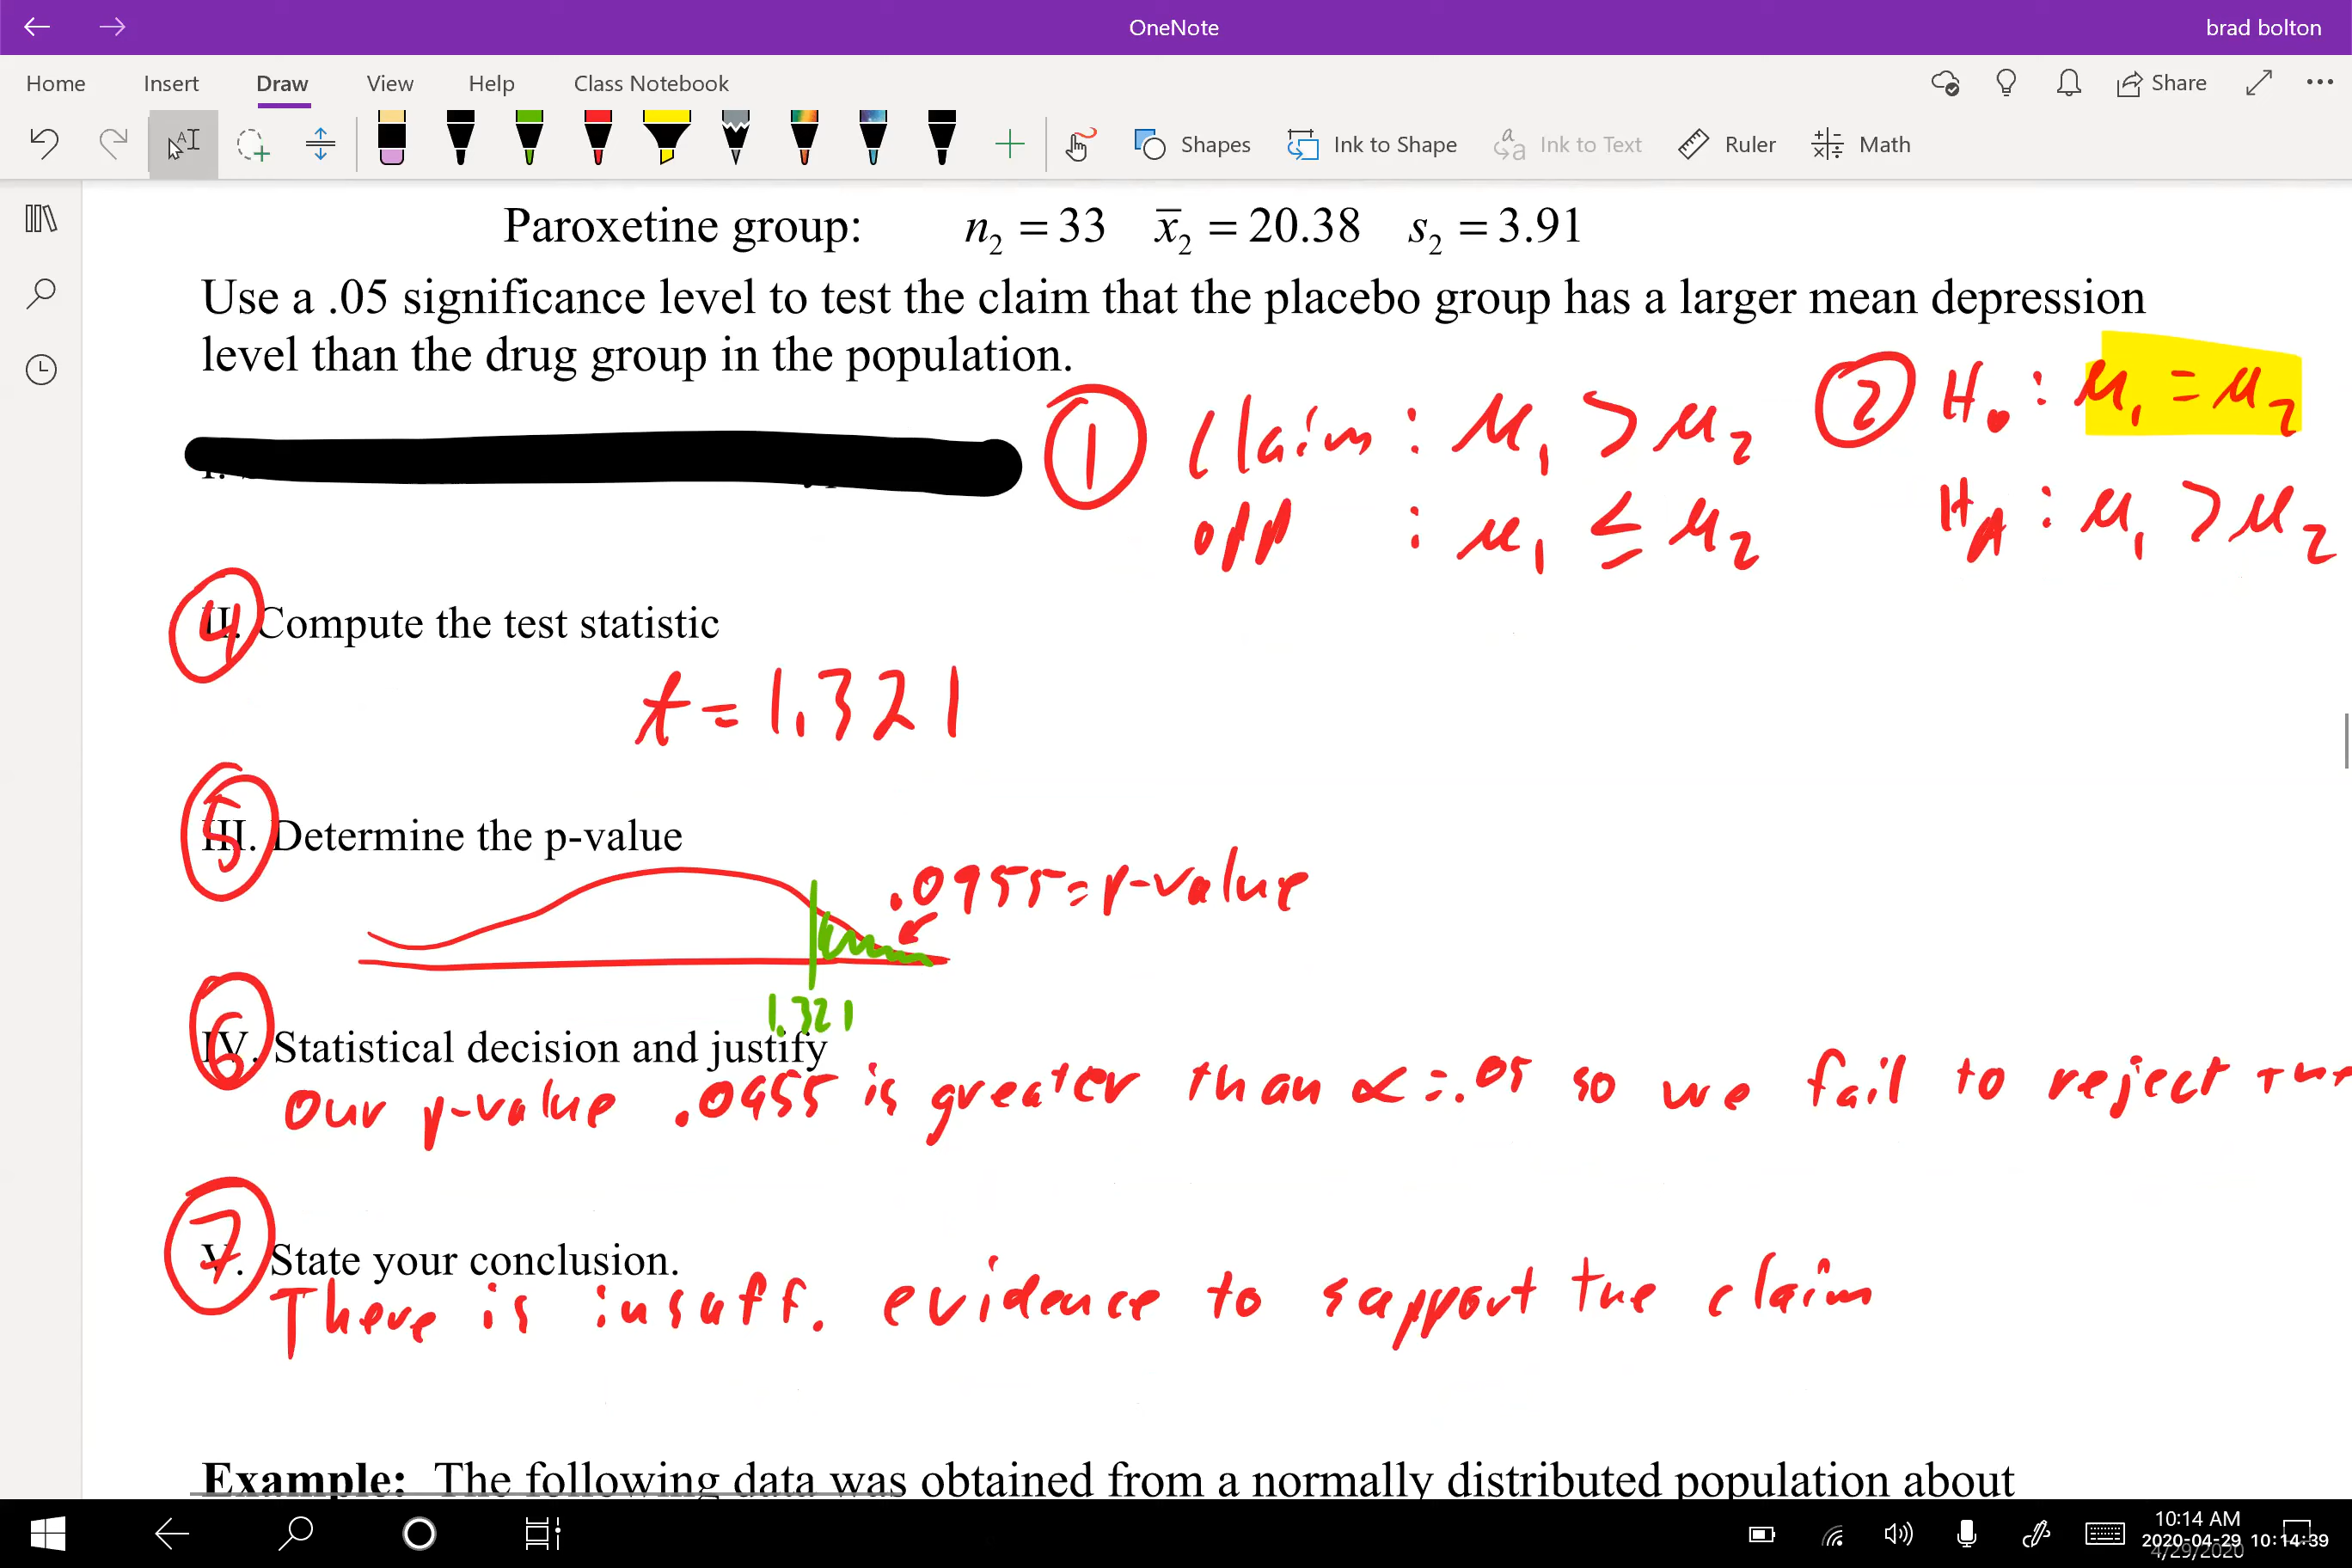 OneNote
brad bolton
Home Insert Draw View Help Class Notebook Share
Shapes Ink to Shape Ink to Text Ruler Math
Paroxetine group: n₂ = 33 x̅₂ = 20.38 s₂ = 3.91
Use a .05 significance level to test the claim that the placebo group has a larger mean depression
level than the drug group in the population.
① Claim : μ₁ > μ₂
opp : μ₁ ≤ μ₂
② H₀ : μ₁ = μ₂
H_A : μ₁ > μ₂
④ II. Compute the test statistic
t = 1.321
⑤ III. Determine the p-value
.0955 = p-value
1.321
⑥ IV. Statistical decision and justify
Our p-value .0955 is greater than α = .05 so we fail to reject the
⑦ V. State your conclusion.
There is insuff. evidence to support the claim
Example: The following data was obtained from a normally distributed population about
10:14 AM
2020-04-29 10:14:39
4/29/2020